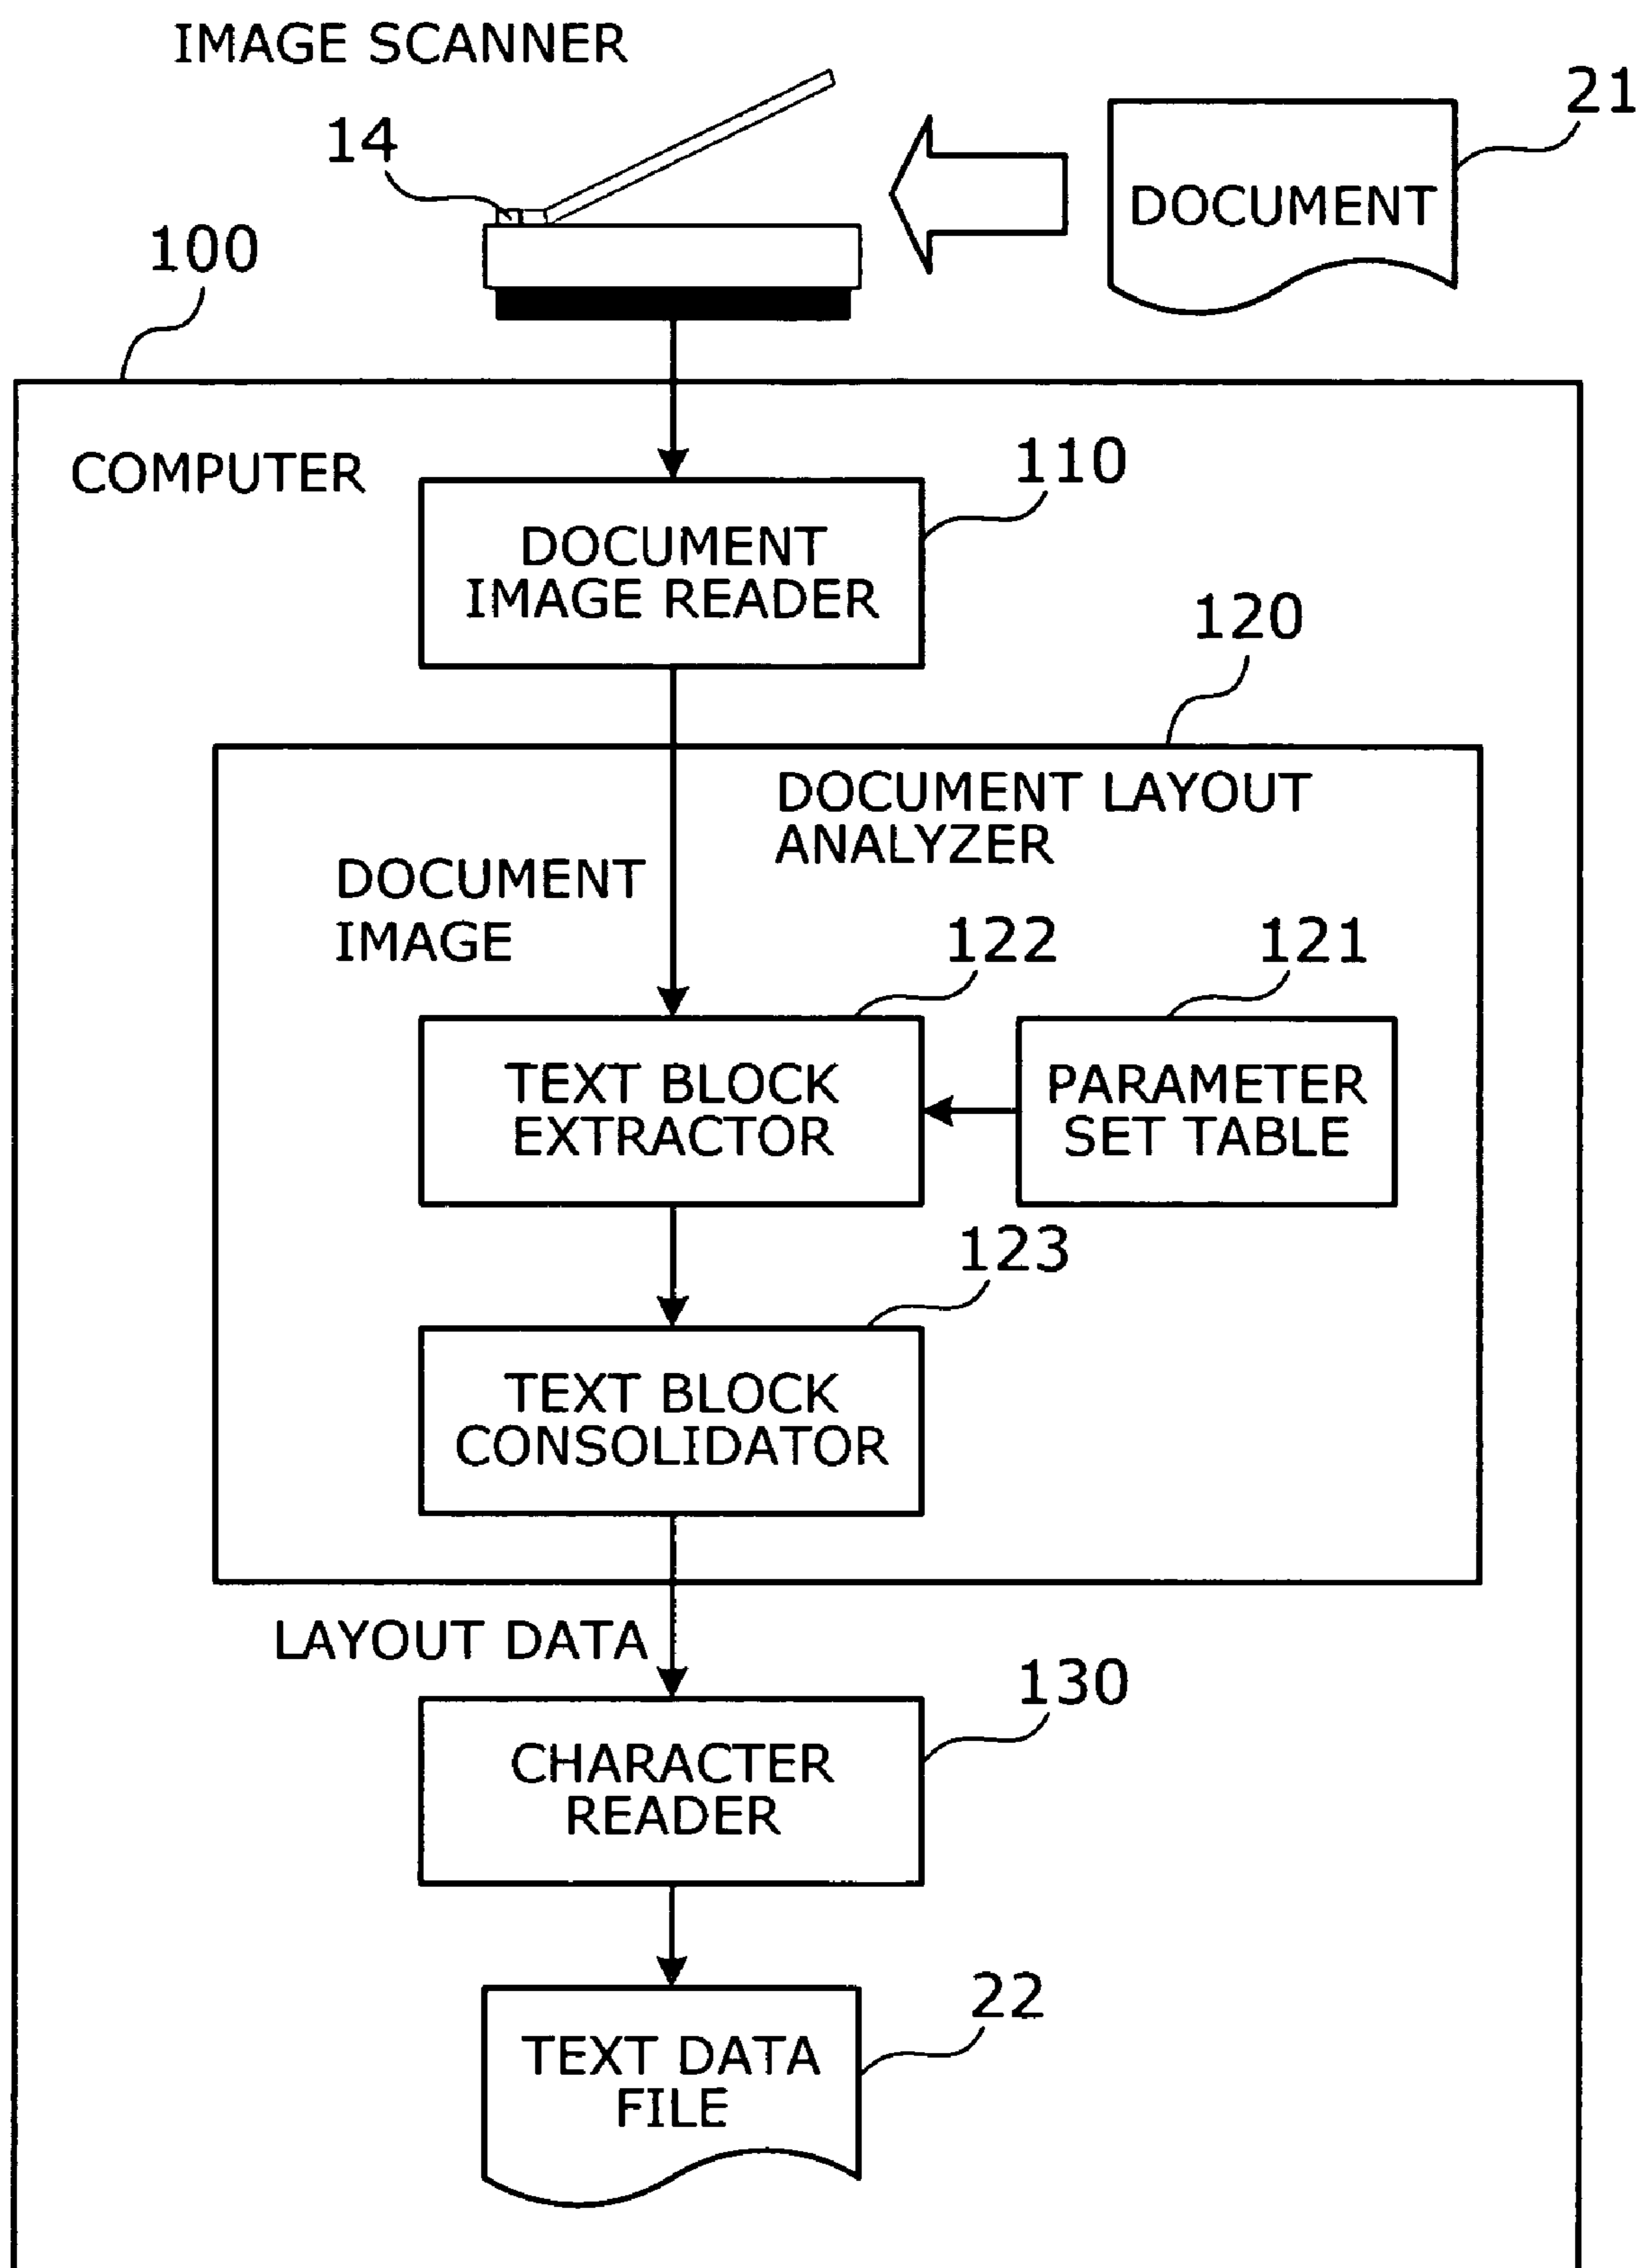 IMAGE SCANNER
21
14
DOCUMENT
100
110
COMPUTER
DOCUMENT
IMAGE READER
120
DOCUMENT LAYOUT
ANALYZER
DOCUMENT
IMAGE
122
121
TEXT BLOCK
EXTRACTOR
PARAMETER
SET TABLE
123
TEXT BLOCK
CONSOLIDATOR
LAYOUT DATA
130
CHARACTER
READER
22
TEXT DATA
FILE